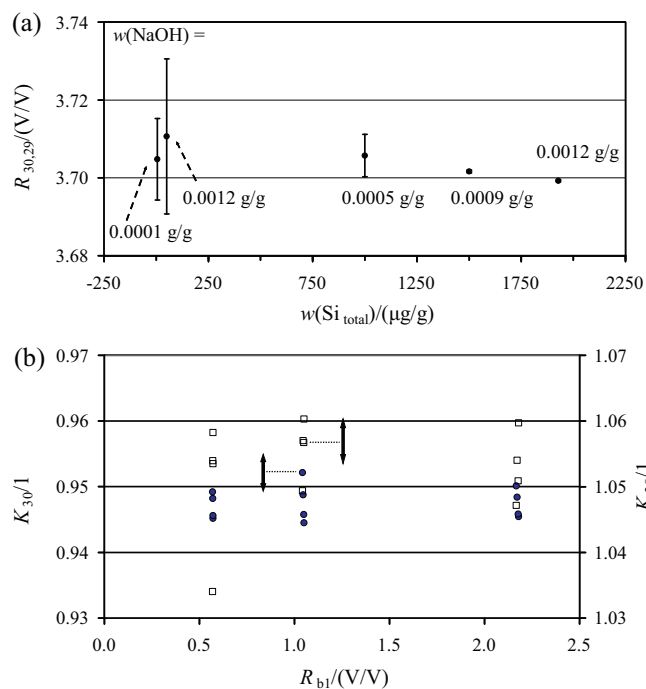 (a)
3.74
3.72
3.70
3.68
R30,29/(V/V)
w(NaOH) =
0.0001 g/g
0.0012 g/g
0.0005 g/g
0.0009 g/g
0.0012 g/g
-250 250 750 1250 1750 2250
w(Si total)/(µg/g)
(b)
0.97
0.96
0.95
0.94
0.93
K30/1
1.07
1.06
1.05
1.04
1.03
0.0 0.5 1.0 1.5 2.0 2.5
R b1/(V/V)